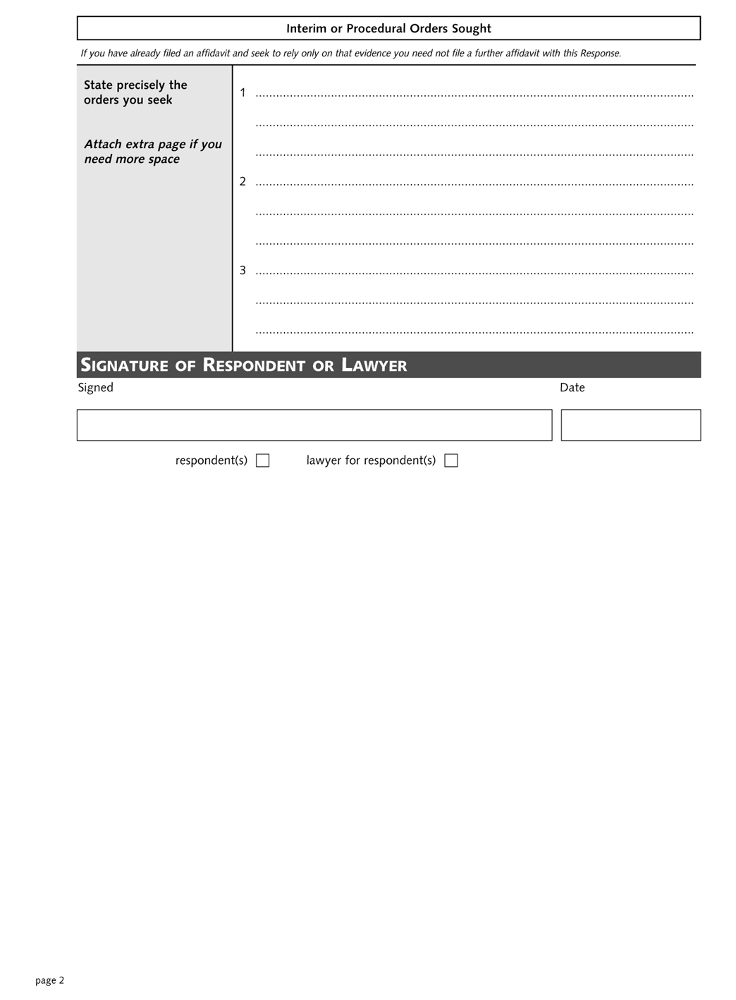 Interim or Procedural Orders Sought
If you have already filed an affidavit and seek to rely only on that evidence you need not file a further affidavit with this Response.
State precisely the
orders you seek
Attach extra page if you
need more space
1 ................................................................................................................................
................................................................................................................................
................................................................................................................................
2 ................................................................................................................................
................................................................................................................................
................................................................................................................................
3 ................................................................................................................................
................................................................................................................................
................................................................................................................................
SIGNATURE OF RESPONDENT OR LAWYER
Signed Date
respondent(s) lawyer for respondent(s)
page 2